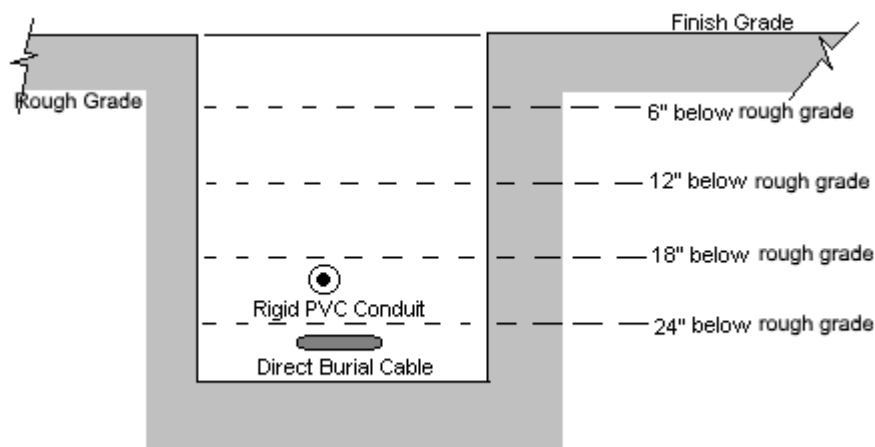 Finish Grade
Rough Grade
6" below rough grade
12" below rough grade
18" below rough grade
Rigid PVC Conduit
24" below rough grade
Direct Burial Cable